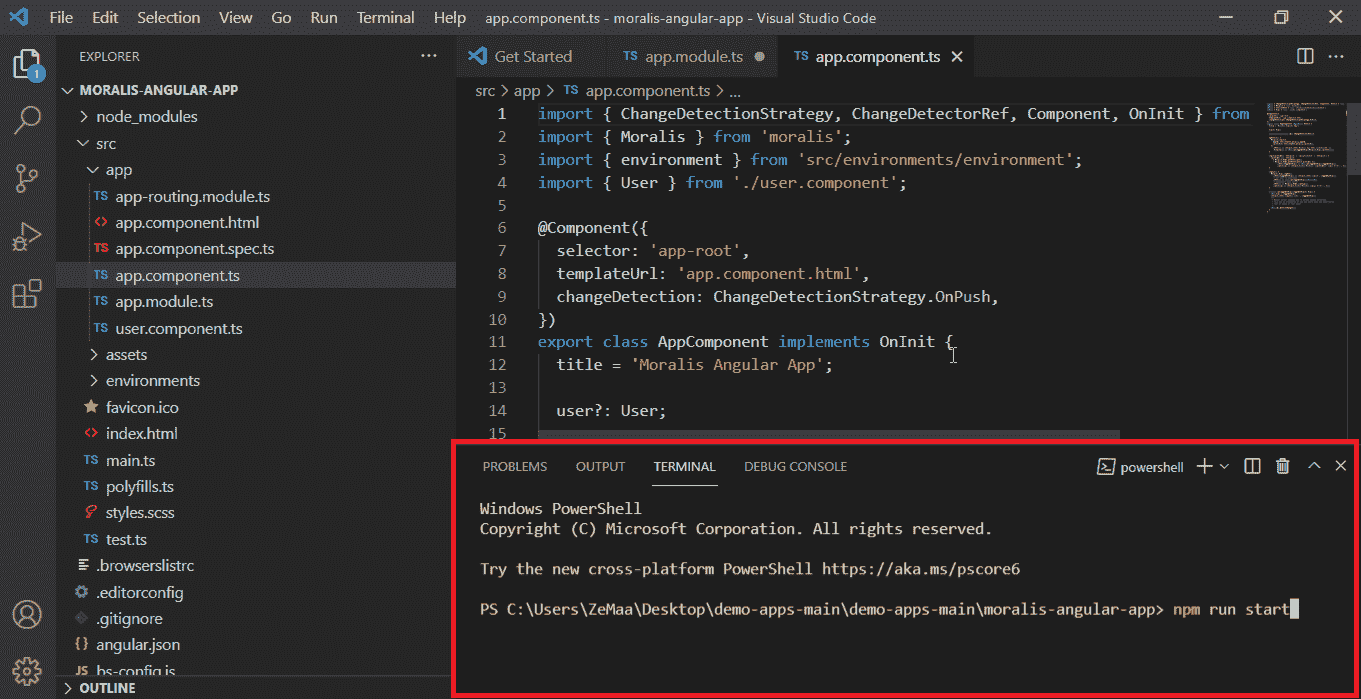 File Edit Selection View Go Run Terminal Help app.component.ts - moralis-angular-app - Visual Studio Code
EXPLORER
1
MORALIS-ANGULAR-APP
node_modules
src
app
TS app-routing.module.ts
<> app.component.html
TS app.component.spec.ts
TS app.component.ts
TS app.module.ts
TS user.component.ts
assets
environments
favicon.ico
<> index.html
TS main.ts
TS polyfills.ts
styles.scss
TS test.ts
.browserslistrc
.editorconfig
.gitignore
{} angular.json
JS bs-config.js
OUTLINE
Get Started TS app.module.ts TS app.component.ts
src > app > TS app.component.ts > ...
1 import { ChangeDetectionStrategy, ChangeDetectorRef, Component, OnInit } from
2 import { Moralis } from 'moralis';
3 import { environment } from 'src/environments/environment';
4 import { User } from './user.component';
5
6 @Component({
7 selector: 'app-root',
8 templateUrl: 'app.component.html',
9 changeDetection: ChangeDetectionStrategy.OnPush,
10 })
11 export class AppComponent implements OnInit {
12 title = 'Moralis Angular App';
13
14 user?: User;
15
PROBLEMS OUTPUT TERMINAL DEBUG CONSOLE powershell
Windows PowerShell
Copyright (C) Microsoft Corporation. All rights reserved.
Try the new cross-platform PowerShell https://aka.ms/pscore6
PS C:\Users\ZeMaa\Desktop\demo-apps-main\demo-apps-main\moralis-angular-app> npm run start